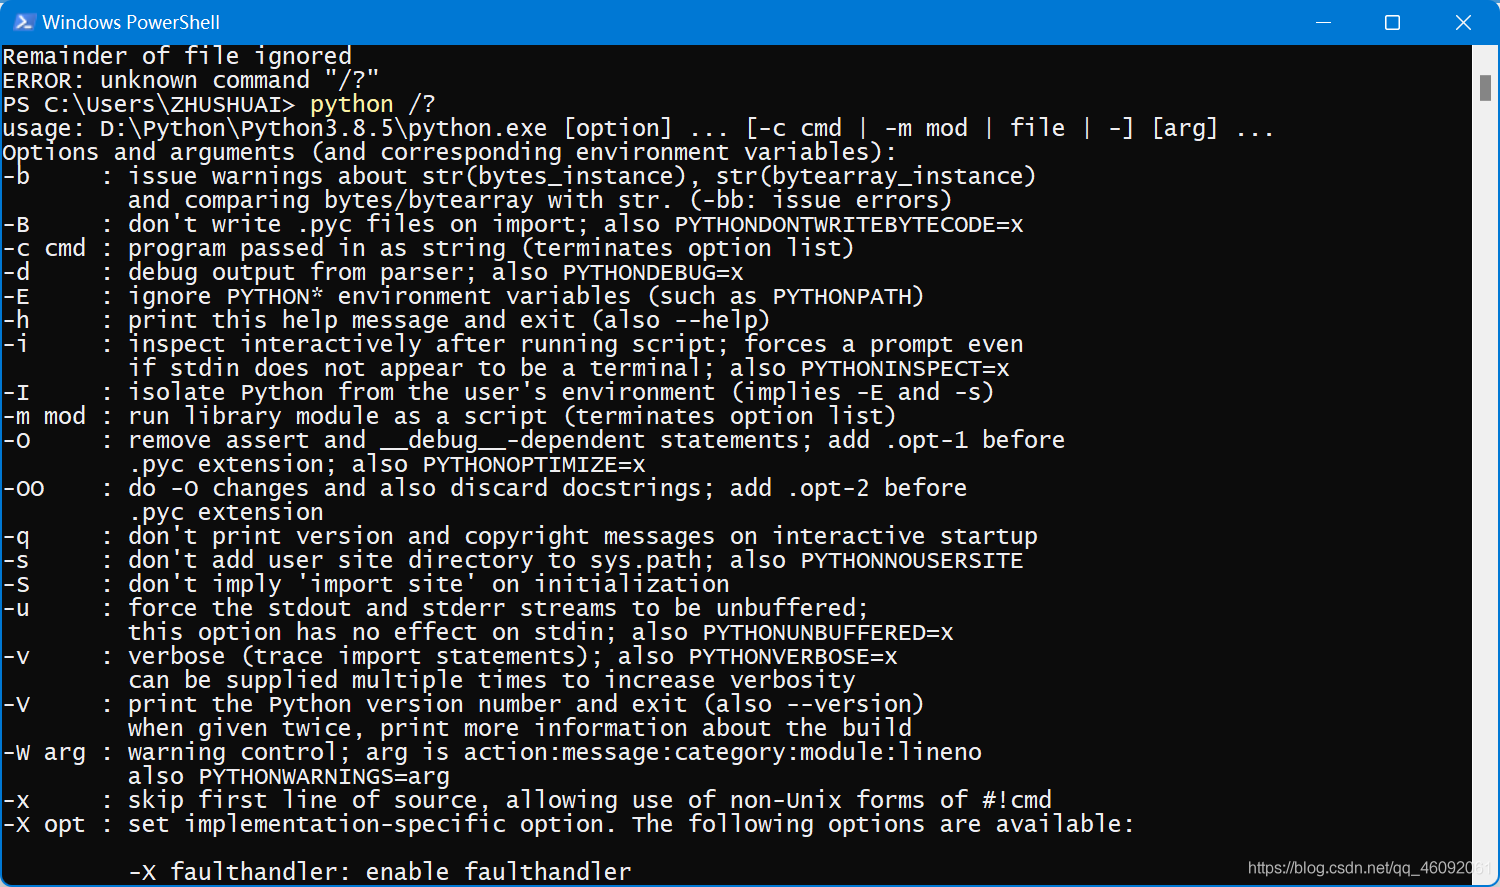 Windows PowerShell
Remainder of file ignored
ERROR: unknown command "/?"
PS C:\Users\ZHUSHUAI> python /?
usage: D:\Python\Python3.8.5\python.exe [option] ... [-c cmd | -m mod | file | -] [arg] ...
Options and arguments (and corresponding environment variables):
-b     : issue warnings about str(bytes_instance), str(bytearray_instance)
         and comparing bytes/bytearray with str. (-bb: issue errors)
-B     : don't write .pyc files on import; also PYTHONDONTWRITEBYTECODE=x
-c cmd : program passed in as string (terminates option list)
-d     : debug output from parser; also PYTHONDEBUG=x
-E     : ignore PYTHON* environment variables (such as PYTHONPATH)
-h     : print this help message and exit (also --help)
-i     : inspect interactively after running script; forces a prompt even
         if stdin does not appear to be a terminal; also PYTHONINSPECT=x
-I     : isolate Python from the user's environment (implies -E and -s)
-m mod : run library module as a script (terminates option list)
-O     : remove assert and __debug__-dependent statements; add .opt-1 before
         .pyc extension; also PYTHONOPTIMIZE=x
-OO    : do -O changes and also discard docstrings; add .opt-2 before
         .pyc extension
-q     : don't print version and copyright messages on interactive startup
-s     : don't add user site directory to sys.path; also PYTHONNOUSERSITE
-S     : don't imply 'import site' on initialization
-u     : force the stdout and stderr streams to be unbuffered;
         this option has no effect on stdin; also PYTHONUNBUFFERED=x
-v     : verbose (trace import statements); also PYTHONVERBOSE=x
         can be supplied multiple times to increase verbosity
-V     : print the Python version number and exit (also --version)
         when given twice, print more information about the build
-W arg : warning control; arg is action:message:category:module:lineno
         also PYTHONWARNINGS=arg
-x     : skip first line of source, allowing use of non-Unix forms of #!cmd
-X opt : set implementation-specific option. The following options are available:
         -X faulthandler: enable faulthandler